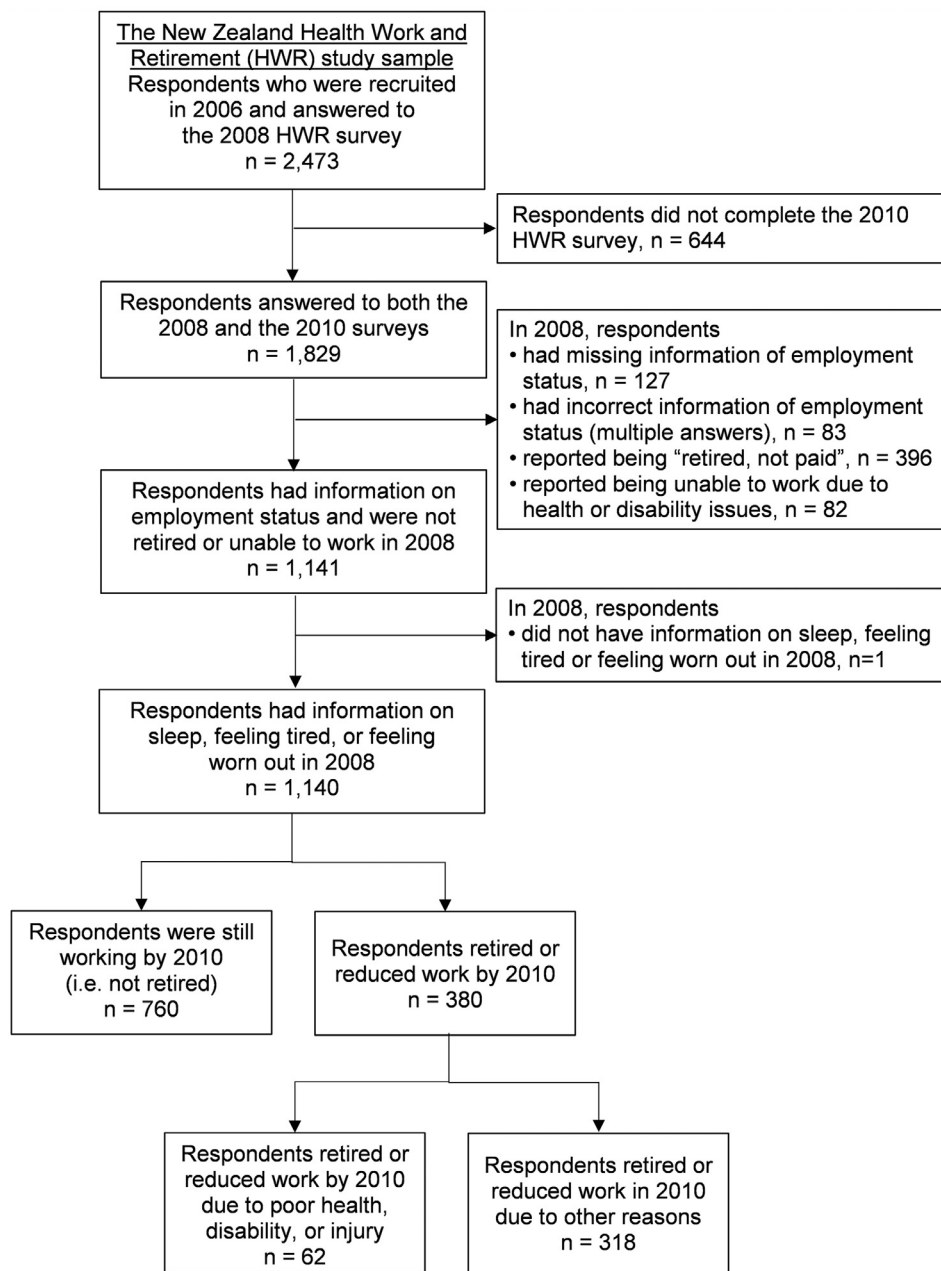 The New Zealand Health Work and
Retirement (HWR) study sample
Respondents who were recruited
in 2006 and answered to
the 2008 HWR survey
n = 2,473
Respondents did not complete the 2010
HWR survey, n = 644
Respondents answered to both the
2008 and the 2010 surveys
n = 1,829
In 2008, respondents
• had missing information of employment
status, n = 127
• had incorrect information of employment
status (multiple answers), n = 83
• reported being “retired, not paid”, n = 396
• reported being unable to work due to
health or disability issues, n = 82
Respondents had information on
employment status and were not
retired or unable to work in 2008
n = 1,141
In 2008, respondents
• did not have information on sleep, feeling
tired or feeling worn out in 2008, n=1
Respondents had information on
sleep, feeling tired, or feeling
worn out in 2008
n = 1,140
Respondents were still
working by 2010
(i.e. not retired)
n = 760
Respondents retired or
reduced work by 2010
n = 380
Respondents retired or
reduced work by 2010
due to poor health,
disability, or injury
n = 62
Respondents retired or
reduced work in 2010
due to other reasons
n = 318